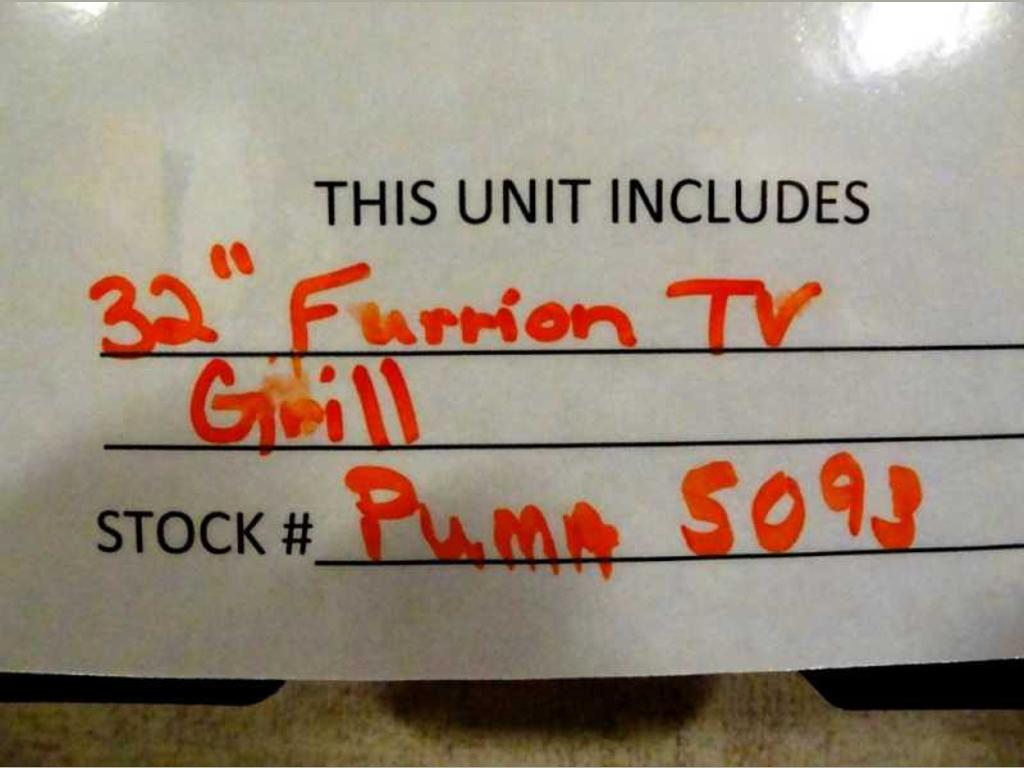 THIS UNIT INCLUDES
32" Furrion TV
Grill
STOCK # PUMA 5093